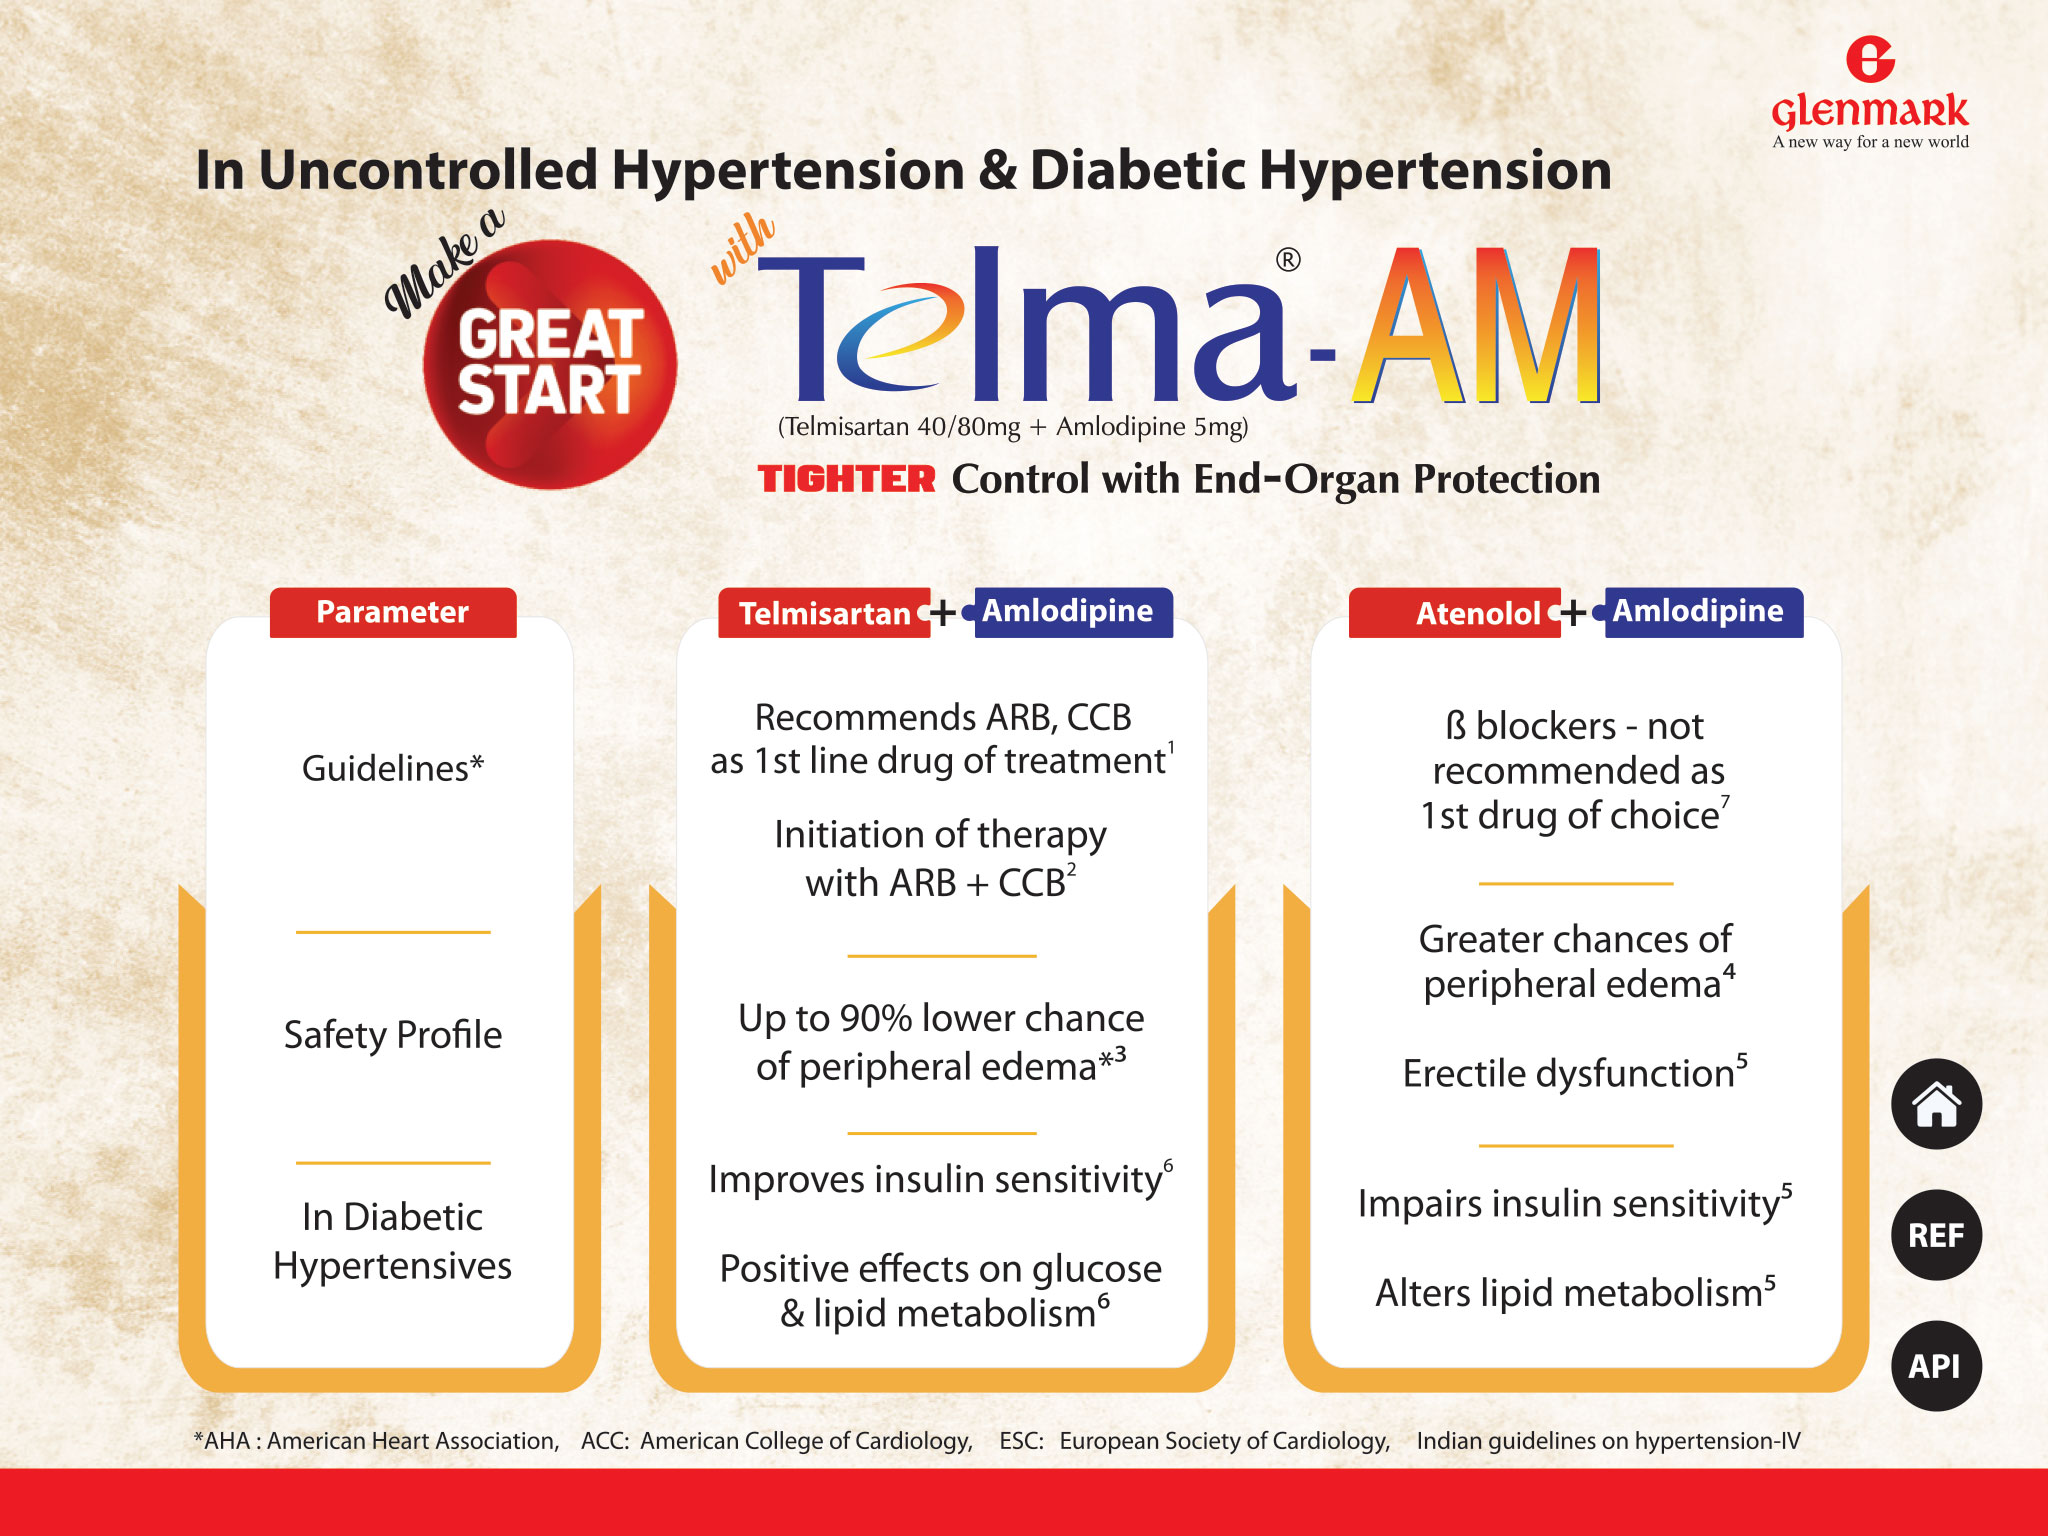 GLENMARK
A new way for a new world
In Uncontrolled Hypertension & Diabetic Hypertension
Make a
GREAT
START
with
Telma®-AM
(Telmisartan 40/80mg + Amlodipine 5mg)
TIGHTER Control with End-Organ Protection
Parameter
Guidelines*
Safety Profile
In Diabetic
Hypertensives
Telmisartan + Amlodipine
Recommends ARB, CCB
as 1st line drug of treatment¹
Initiation of therapy
with ARB + CCB²
Up to 90% lower chance
of peripheral edema*³
Improves insulin sensitivity⁶
Positive effects on glucose
& lipid metabolism⁶
Atenolol + Amlodipine
ß blockers - not
recommended as
1st drug of choice⁷
Greater chances of
peripheral edema⁴
Erectile dysfunction⁵
Impairs insulin sensitivity⁵
Alters lipid metabolism⁵
REF
API
*AHA : American Heart Association, ACC: American College of Cardiology, ESC: European Society of Cardiology, Indian guidelines on hypertension-IV